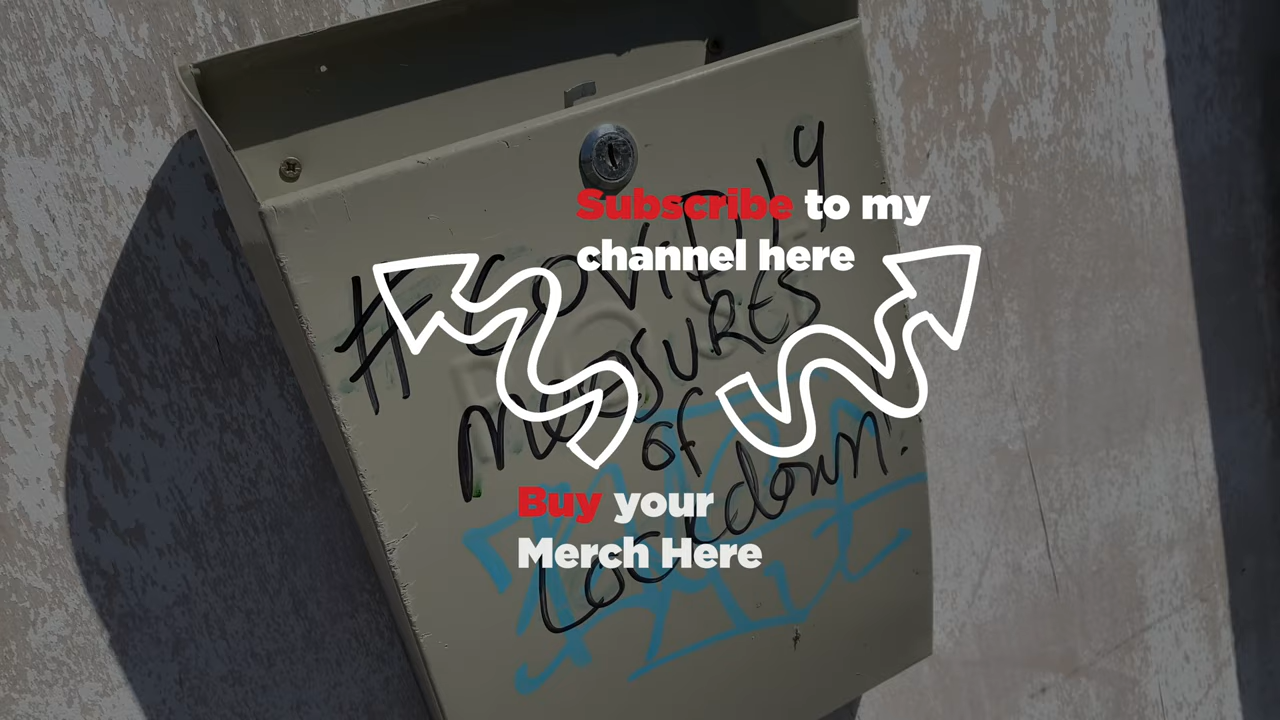 Subscribe to my
channel here
#COVID19
measures
of
Lockdown!
Buy your
Merch Here